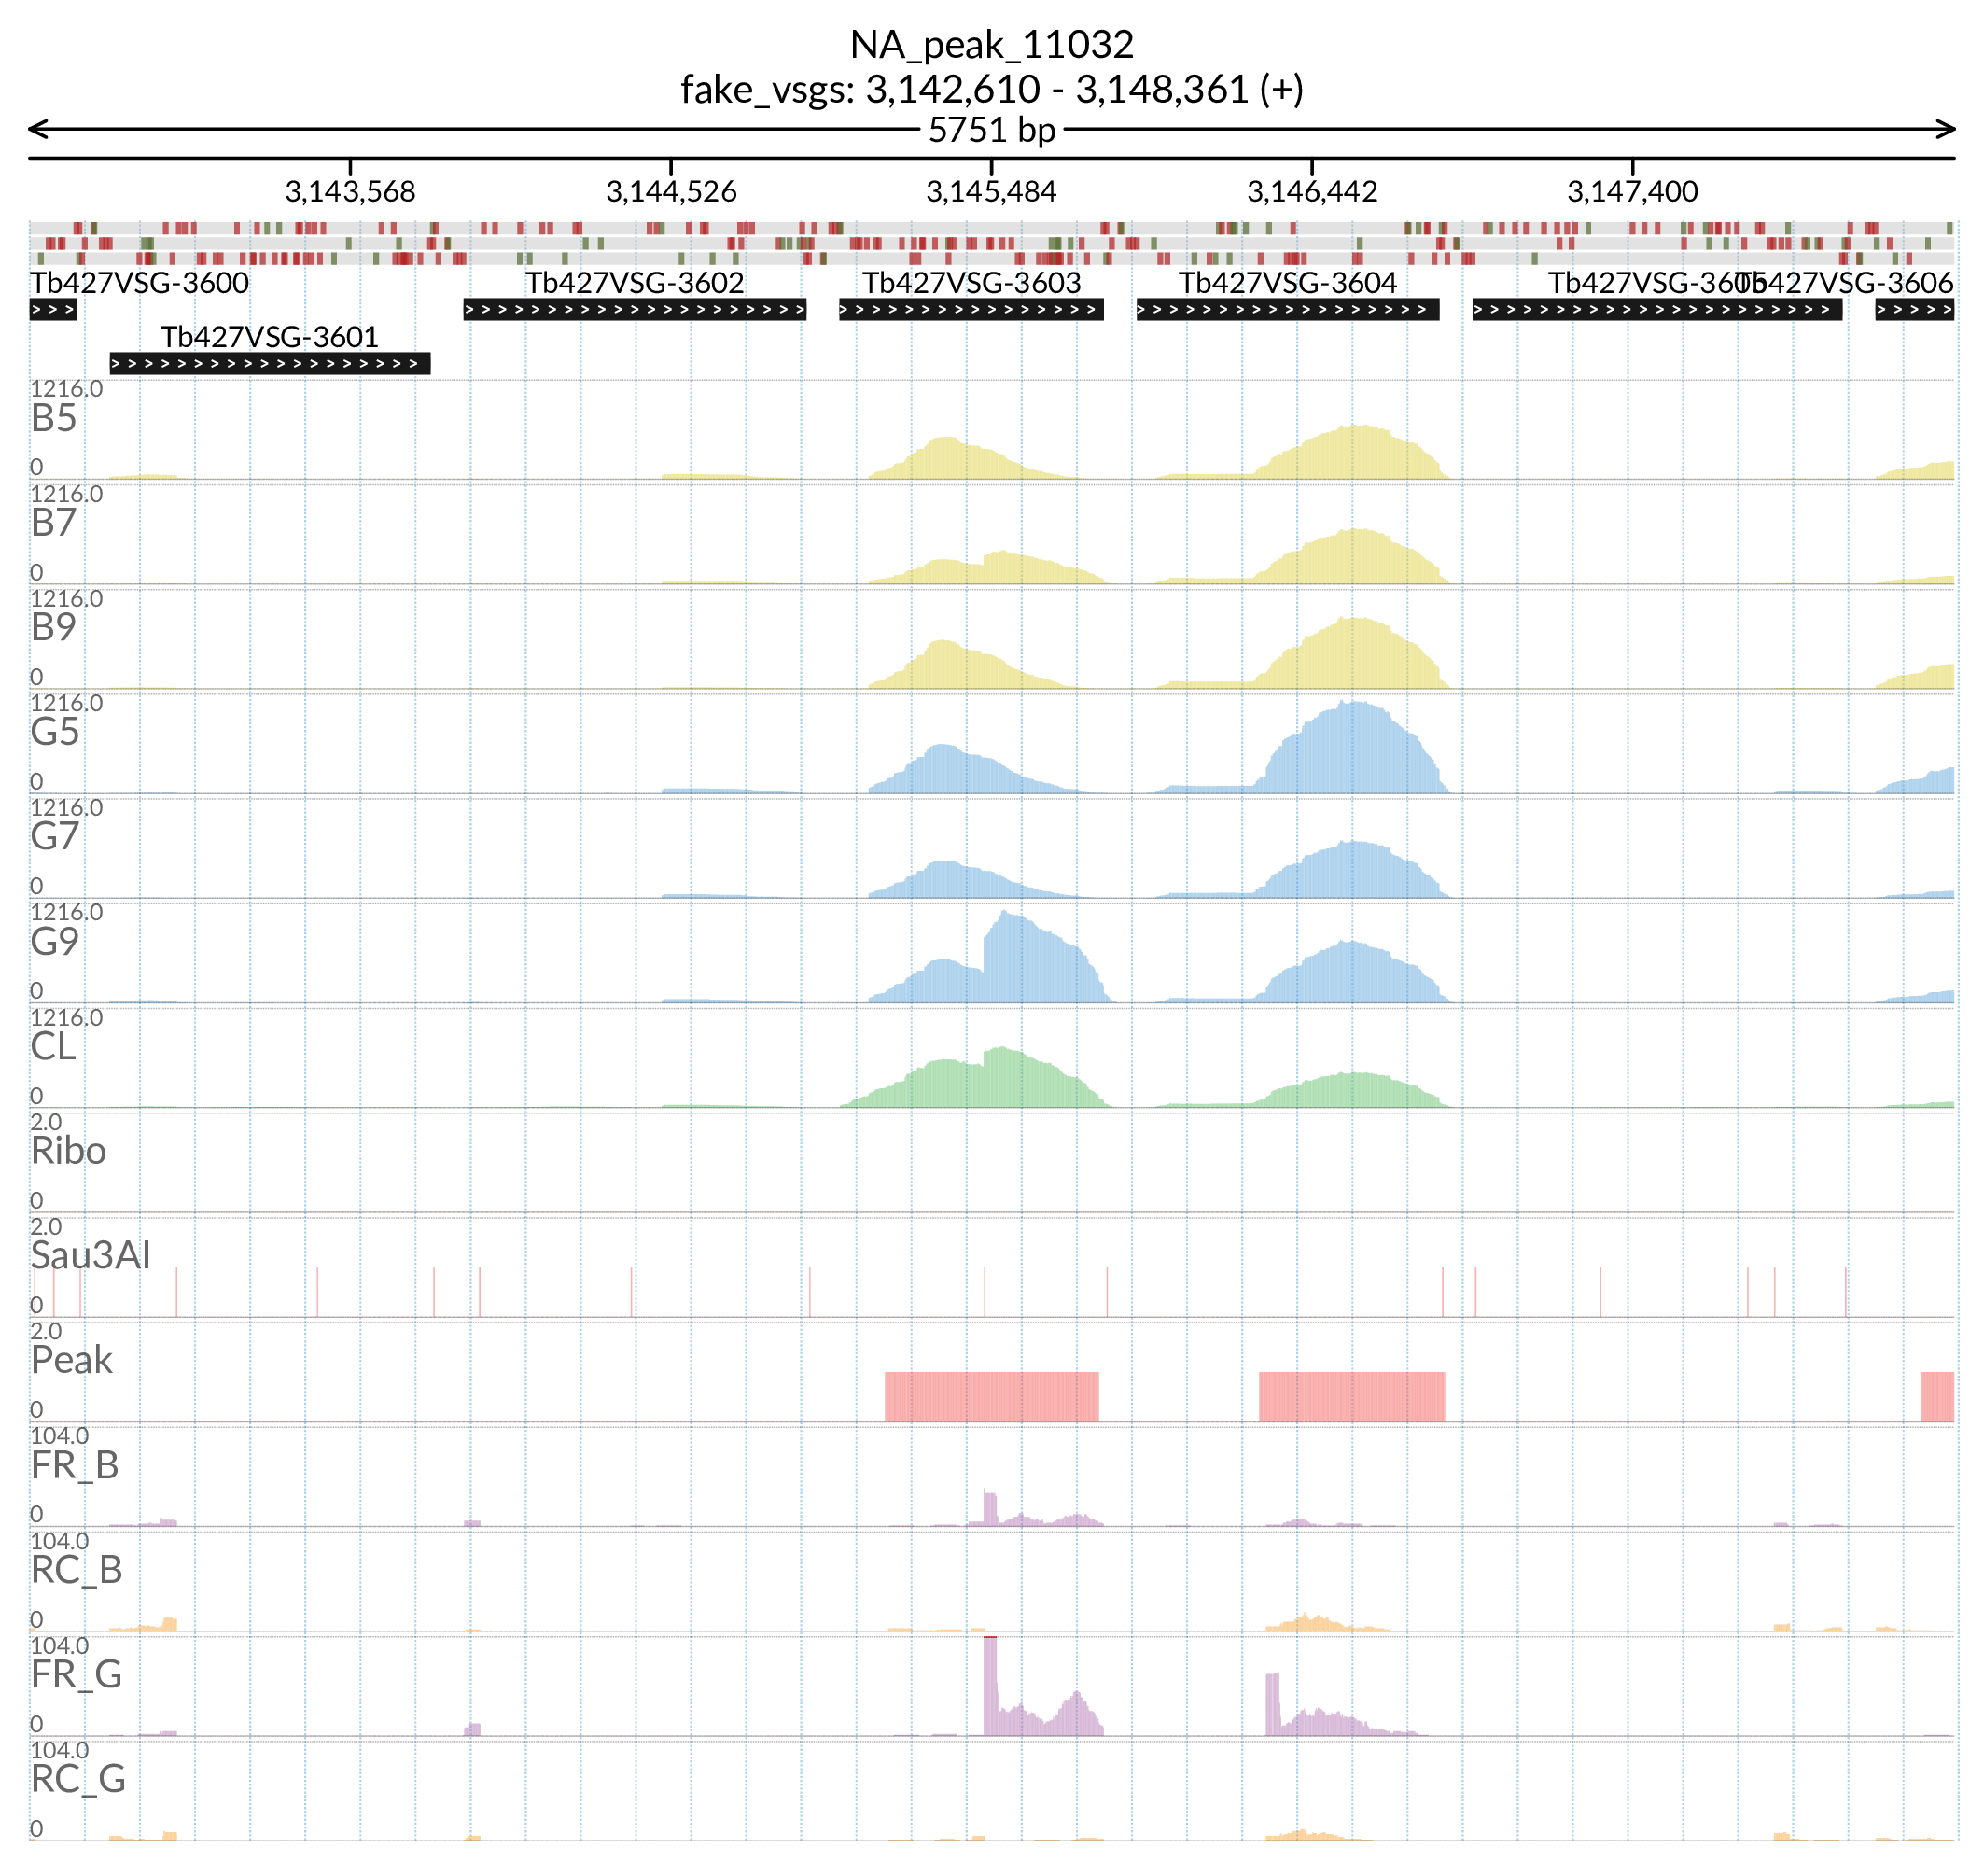 NA_peak_11032
fake_vsgs: 3,142,610 - 3,148,361 (+)
5751 bp
3,143,568 3,144,526 3,145,484 3,146,442 3,147,400
Tb427VSG-3600 Tb427VSG-3602 Tb427VSG-3603 Tb427VSG-3604 Tb427VSG-3605 Tb427VSG-3606
Tb427VSG-3601
1216.0
B5
0
1216.0
B7
0
1216.0
B9
0
1216.0
G5
0
1216.0
G7
0
1216.0
G9
0
1216.0
CL
0
2.0
Ribo
0
2.0
Sau3AI
0
2.0
Peak
0
104.0
FR_B
0
104.0
RC_B
0
104.0
FR_G
0
104.0
RC_G
0